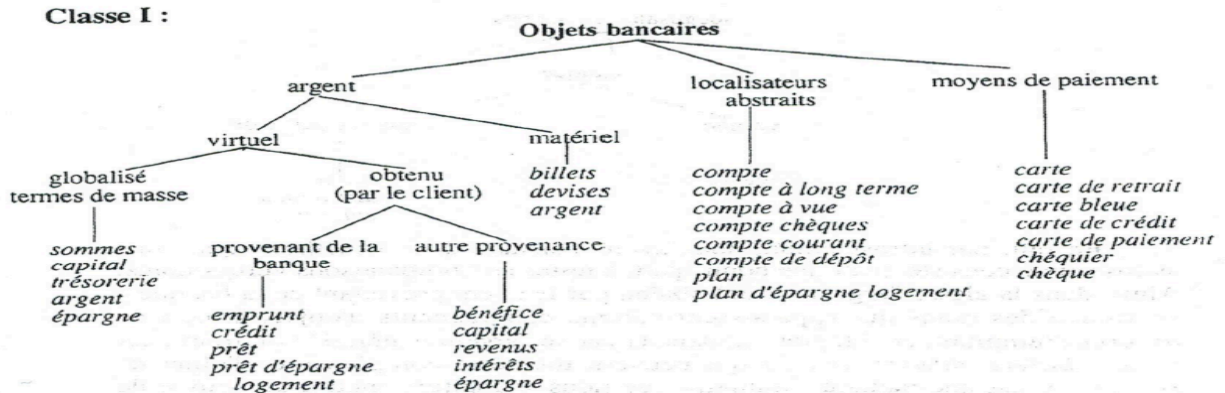 Classe I :
Objets bancaires
argent
localisateurs
abstraits
moyens de paiement
virtuel
matériel
globalisé
termes de masse
obtenu
(par le client)
billets
devises
argent
compte
compte à long terme
compte à vue
compte chèques
compte courant
compte de dépôt
plan
plan d'épargne logement
carte
carte de retrait
carte bleue
carte de crédit
carte de paiement
chéquier
chèque
sommes
capital
trésorerie
argent
épargne
provenant de la
banque
autre provenance
emprunt
crédit
prêt
prêt d'épargne
logement
bénéfice
capital
revenus
intérêts
épargne